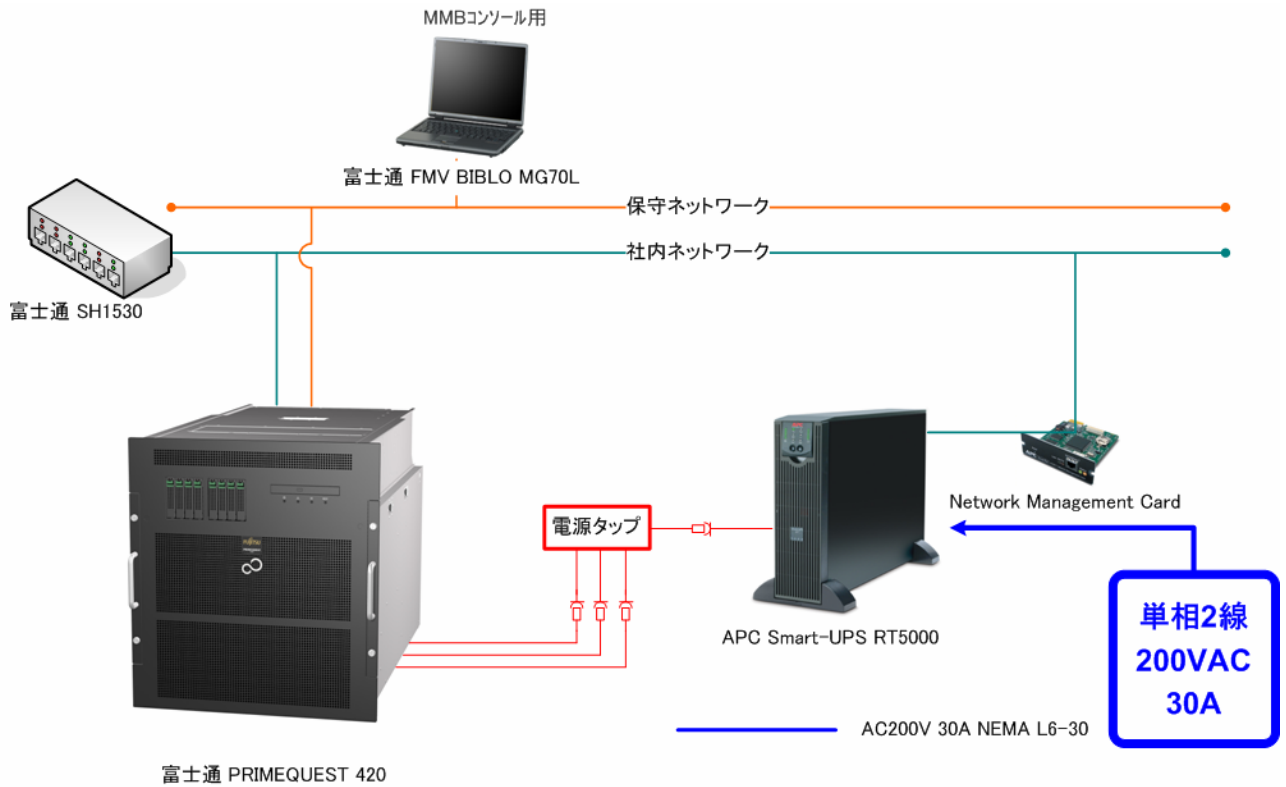 MMBコンソール用
富士通 FMV BIBLO MG70L
保守ネットワーク
社内ネットワーク
富士通 SH1530
Network Management Card
電源タップ
APC Smart-UPS RT5000
単相2線
200VAC
30A
AC200V 30A NEMA L6-30
富士通 PRIMEQUEST 420